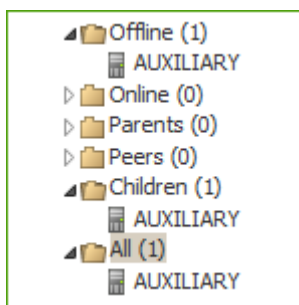 Offline (1)
AUXILIARY
Online (0)
Parents (0)
Peers (0)
Children (1)
AUXILIARY
All (1)
AUXILIARY